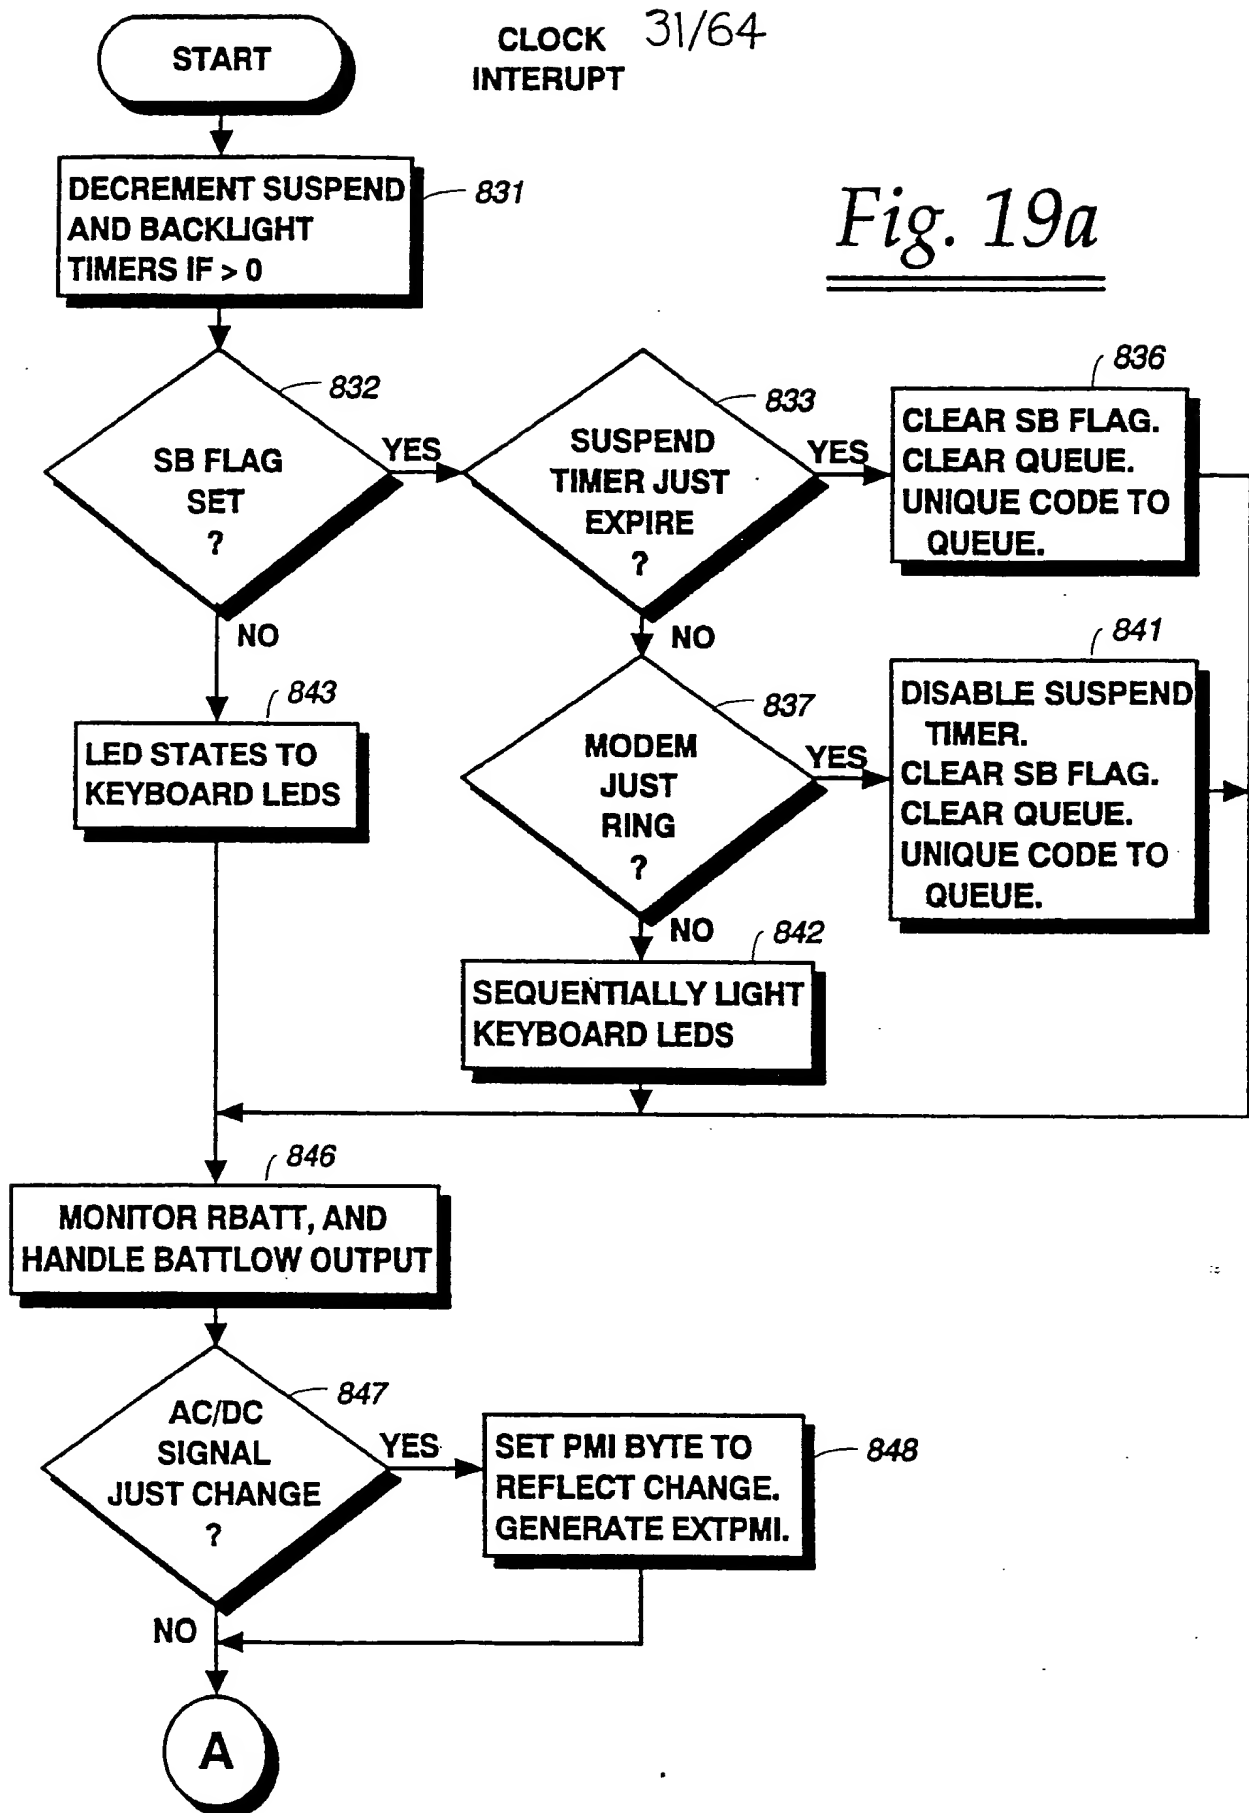 START
CLOCK 31/64
INTERUPT
DECREMENT SUSPEND
AND BACKLIGHT
TIMERS IF > 0
831
Fig. 19a
832
SB FLAG
SET
?
YES
NO
833
SUSPEND
TIMER JUST
EXPIRE
?
YES
NO
836
CLEAR SB FLAG.
CLEAR QUEUE.
UNIQUE CODE TO
QUEUE.
843
LED STATES TO
KEYBOARD LEDS
837
MODEM
JUST
RING
?
YES
NO
841
DISABLE SUSPEND
TIMER.
CLEAR SB FLAG.
CLEAR QUEUE.
UNIQUE CODE TO
QUEUE.
842
SEQUENTIALLY LIGHT
KEYBOARD LEDS
846
MONITOR RBATT, AND
HANDLE BATTLOW OUTPUT
847
AC/DC
SIGNAL
JUST CHANGE
?
YES
NO
848
SET PMI BYTE TO
REFLECT CHANGE.
GENERATE EXTPMI.
A